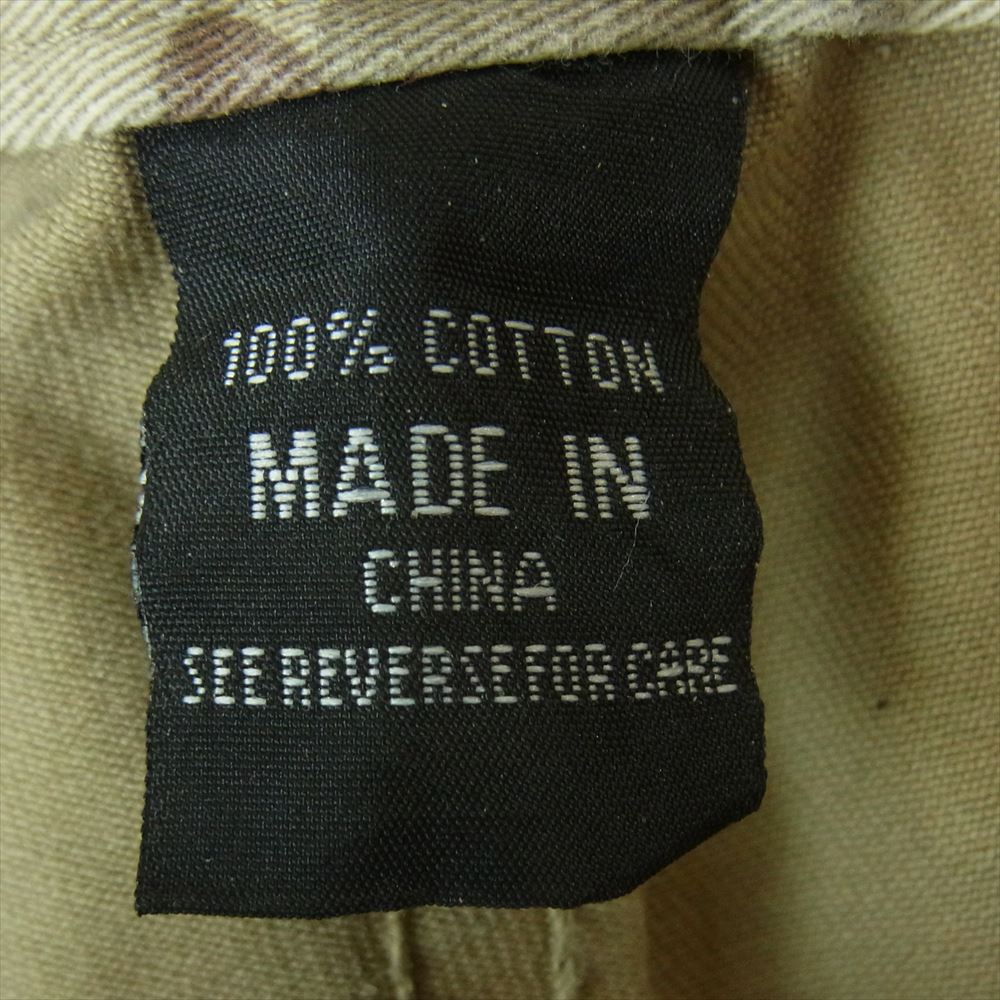 100% COTTON
MADE IN
CHINA
SEE REVERSE FOR CARE